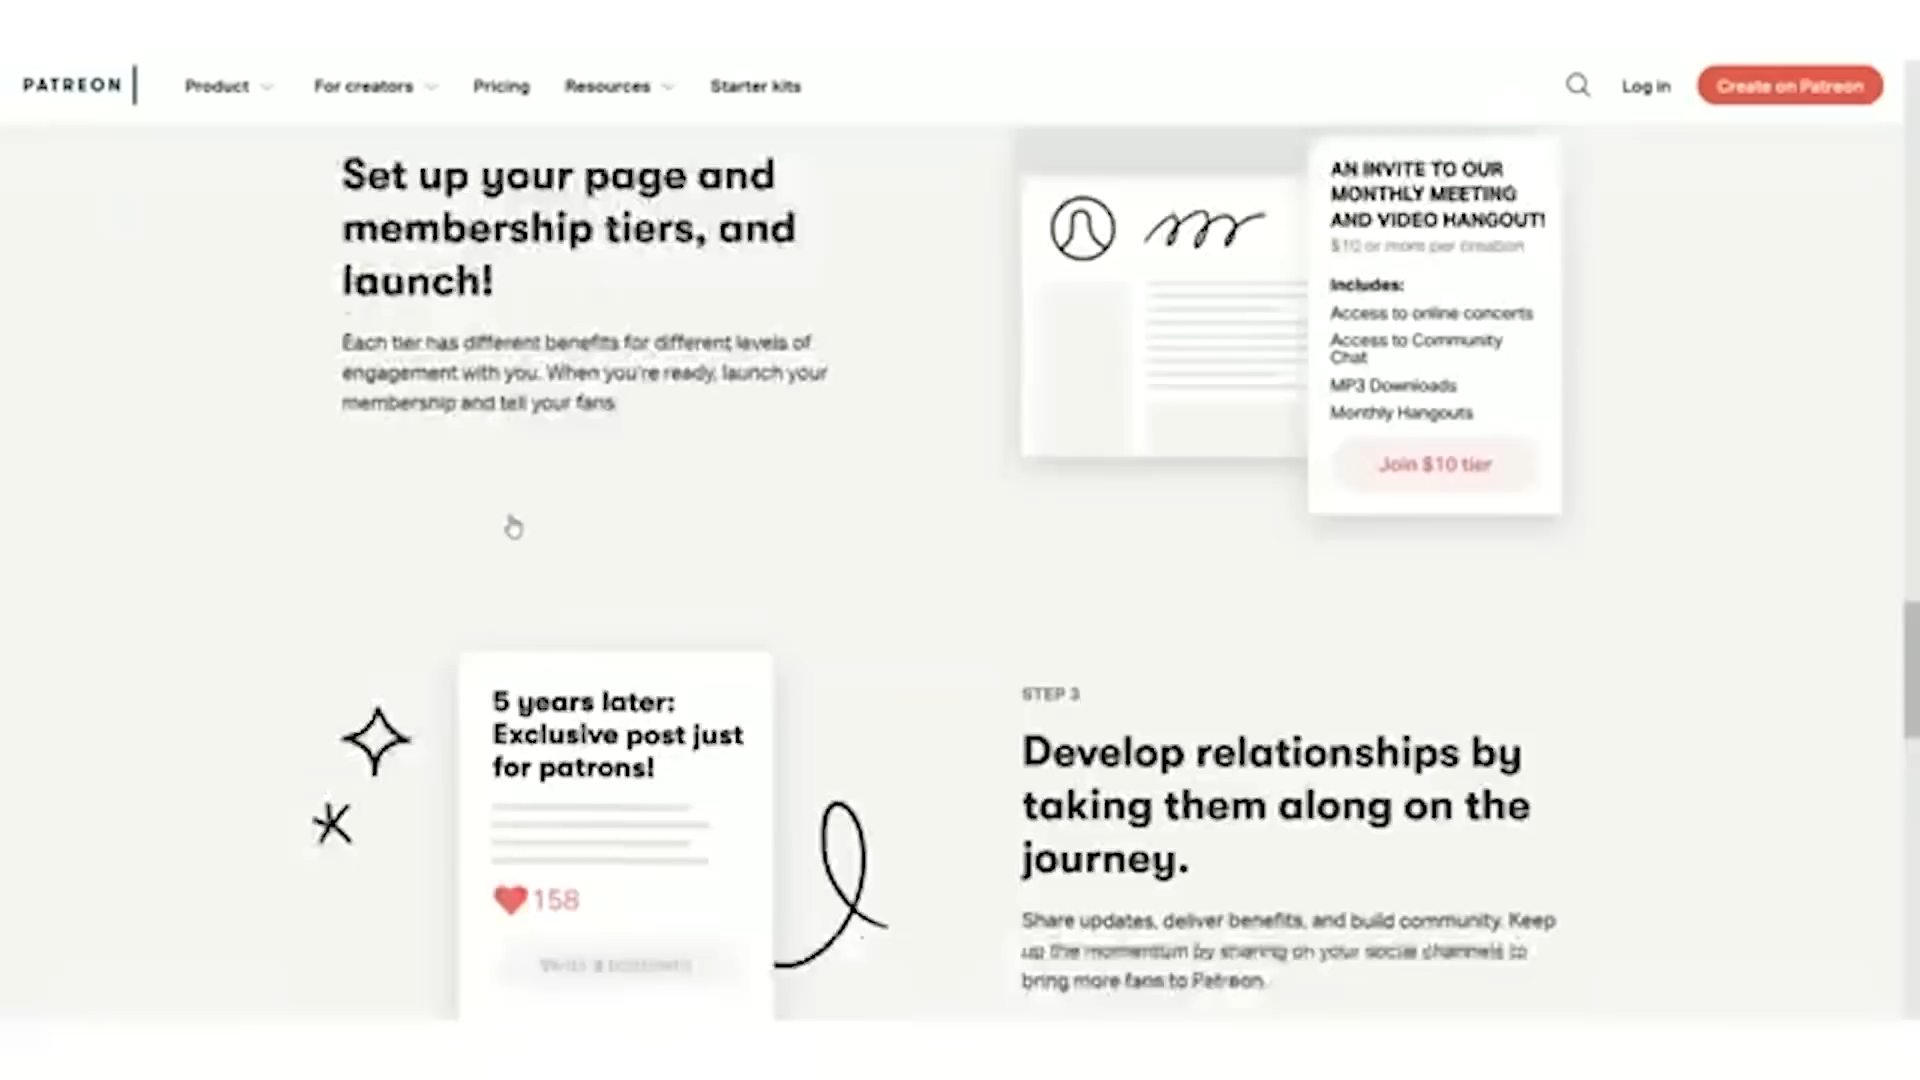 PATREON
Product
For creators
Pricing
Resources
Starter kits
Log in
Create on Patreon
Set up your page and
membership tiers, and
launch!
Each tier has different benefits for different levels of
engagement with you. When you're ready, launch your
membership and tell your fans.
AN INVITE TO OUR
MONTHLY MEETING
AND VIDEO HANGOUT!
$10 or more per creation
Includes:
Access to online concerts
Access to Community
Chat
MP3 Downloads
Monthly Hangouts
Join $10 tier
5 years later:
Exclusive post just
for patrons!
158
STEP 3
Develop relationships by
taking them along on the
journey.
Share updates, deliver benefits, and build community. Keep
up the momentum by sharing on your social channels to
bring more fans to Patreon.